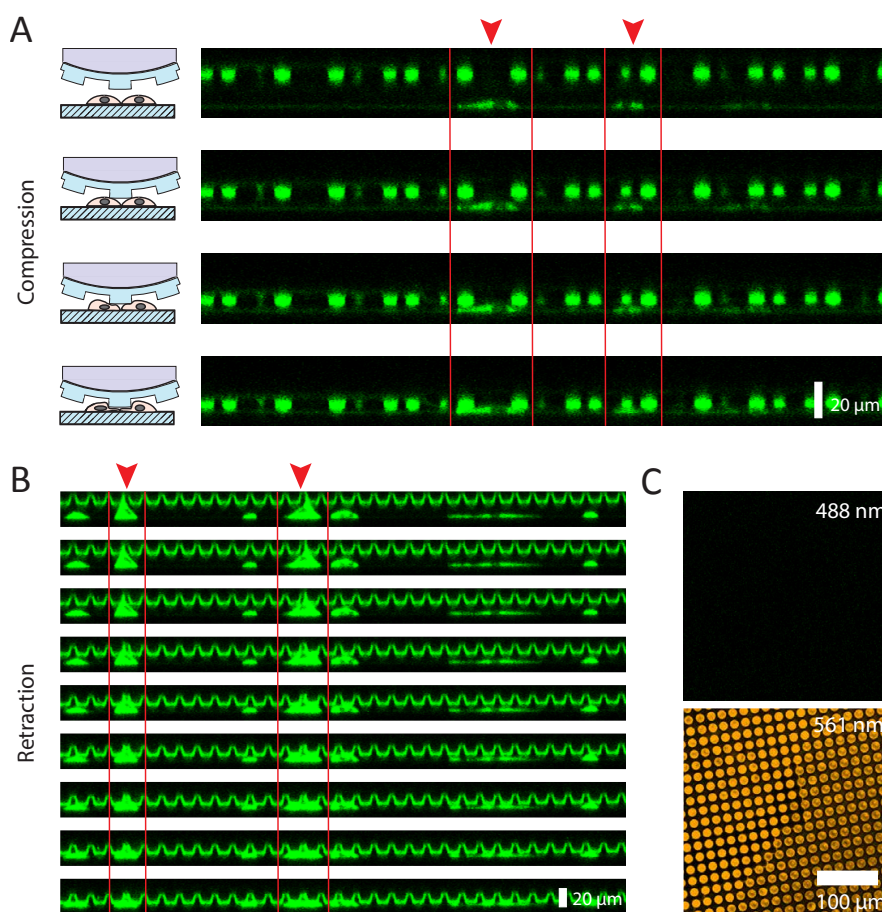 A
Compression
20 µm
B
Retraction
20 µm
C
488 nm
561 nm
100 µm